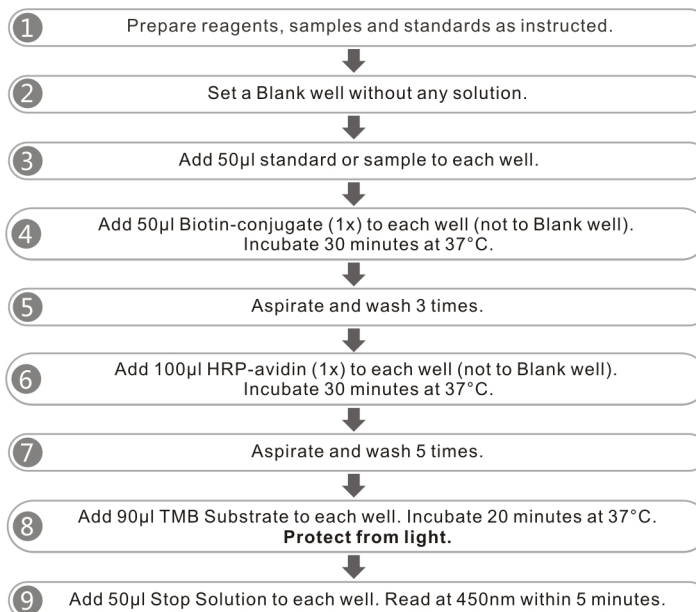 1 Prepare reagents, samples and standards as instructed.
2 Set a Blank well without any solution.
3 Add 50µl standard or sample to each well.
4 Add 50µl Biotin-conjugate (1x) to each well (not to Blank well).
Incubate 30 minutes at 37°C.
5 Aspirate and wash 3 times.
6 Add 100µl HRP-avidin (1x) to each well (not to Blank well).
Incubate 30 minutes at 37°C.
7 Aspirate and wash 5 times.
8 Add 90µl TMB Substrate to each well. Incubate 20 minutes at 37°C.
Protect from light.
9 Add 50µl Stop Solution to each well. Read at 450nm within 5 minutes.